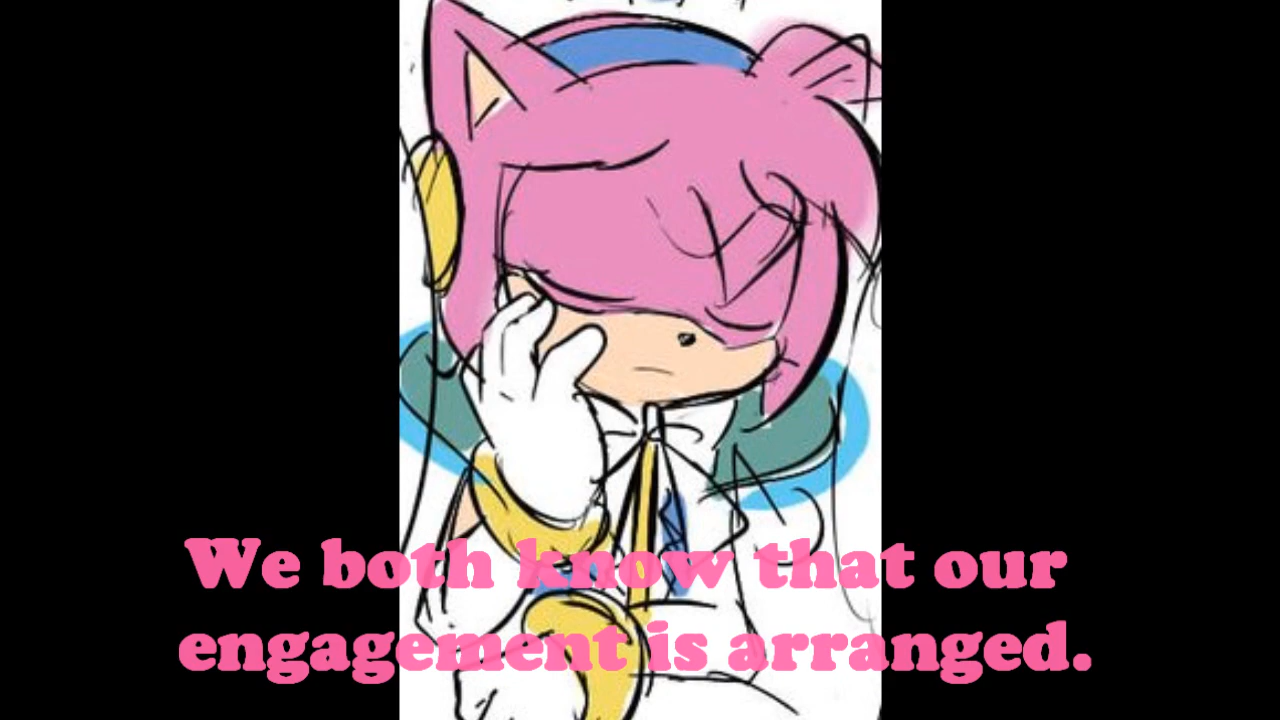 We both know that our
engagement is arranged.